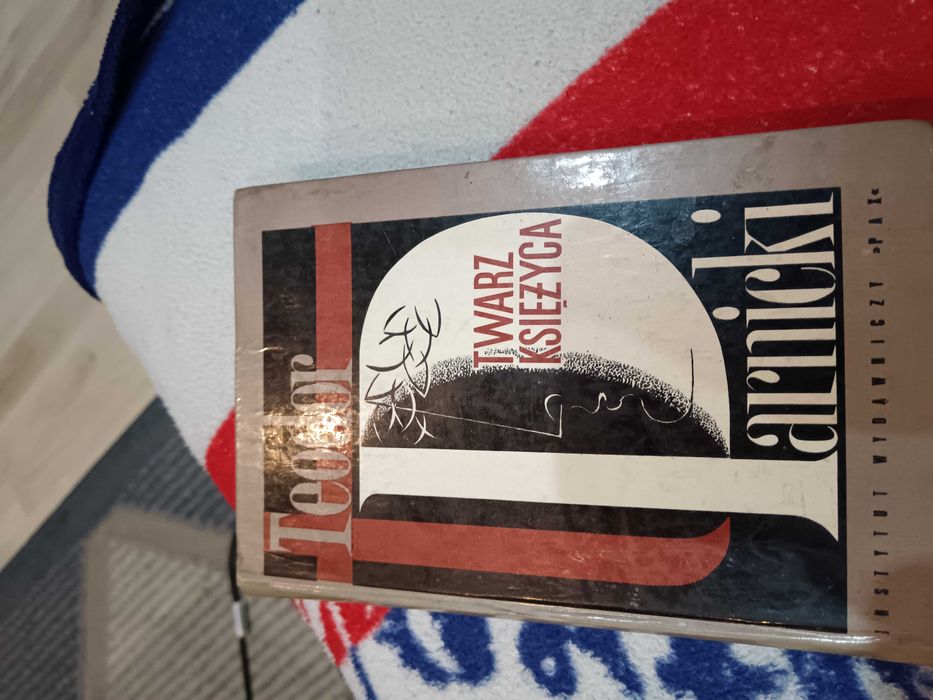 Teodor
Parnicki
TWARZ
KSIĘŻYCA
INSTYTUT WYDAWNICZY »PAX«